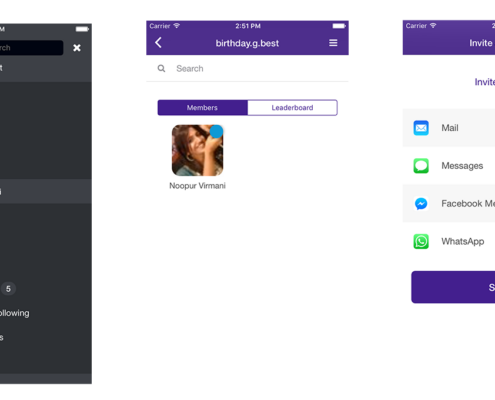 M
rch
t
i
5
ollowing
s
Carrier 2:51 PM
birthday.g.best
Search
Members Leaderboard
Noopur Virmani
Carrier 2
Invite
Invite
Mail
Messages
Facebook Me
WhatsApp
S